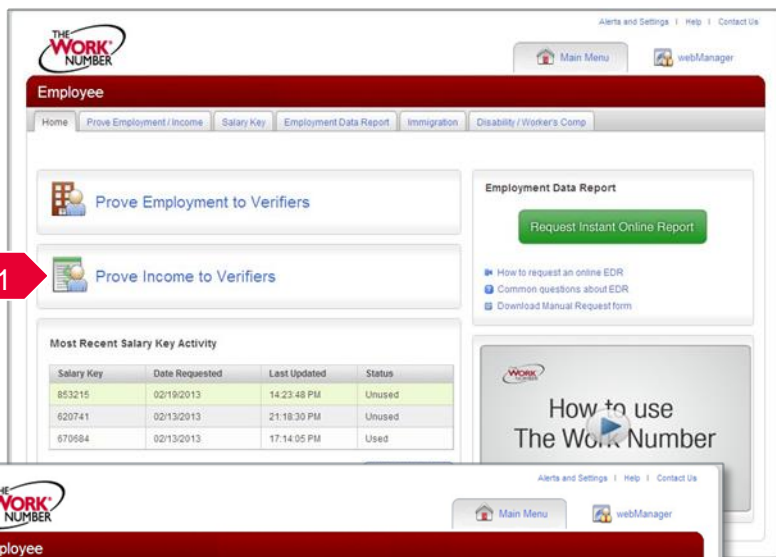 Alerts and Settings | Help | Contact Us
THE
WORK
NUMBER
Main Menu
webManager
Employee
Home
Prove Employment / Income
Salary Key
Employment Data Report
Immigration
Disability / Worker's Comp
Prove Employment to Verifiers
1
Prove Income to Verifiers
Employment Data Report
Request Instant Online Report
How to request an online EDR
Common questions about EDR
Download Manual Request form
Most Recent Salary Key Activity
Salary Key Date Requested Last Updated Status
853215 02/19/2013 14:23:48 PM Unused
620741 02/13/2013 21:18:30 PM Unused
670684 02/13/2013 17:14:05 PM Used
THE
WORK
NUMBER
How to use
The Work Number
Alerts and Settings | Help | Contact Us
HE
WORK
NUMBER
Main Menu
webManager
ployee